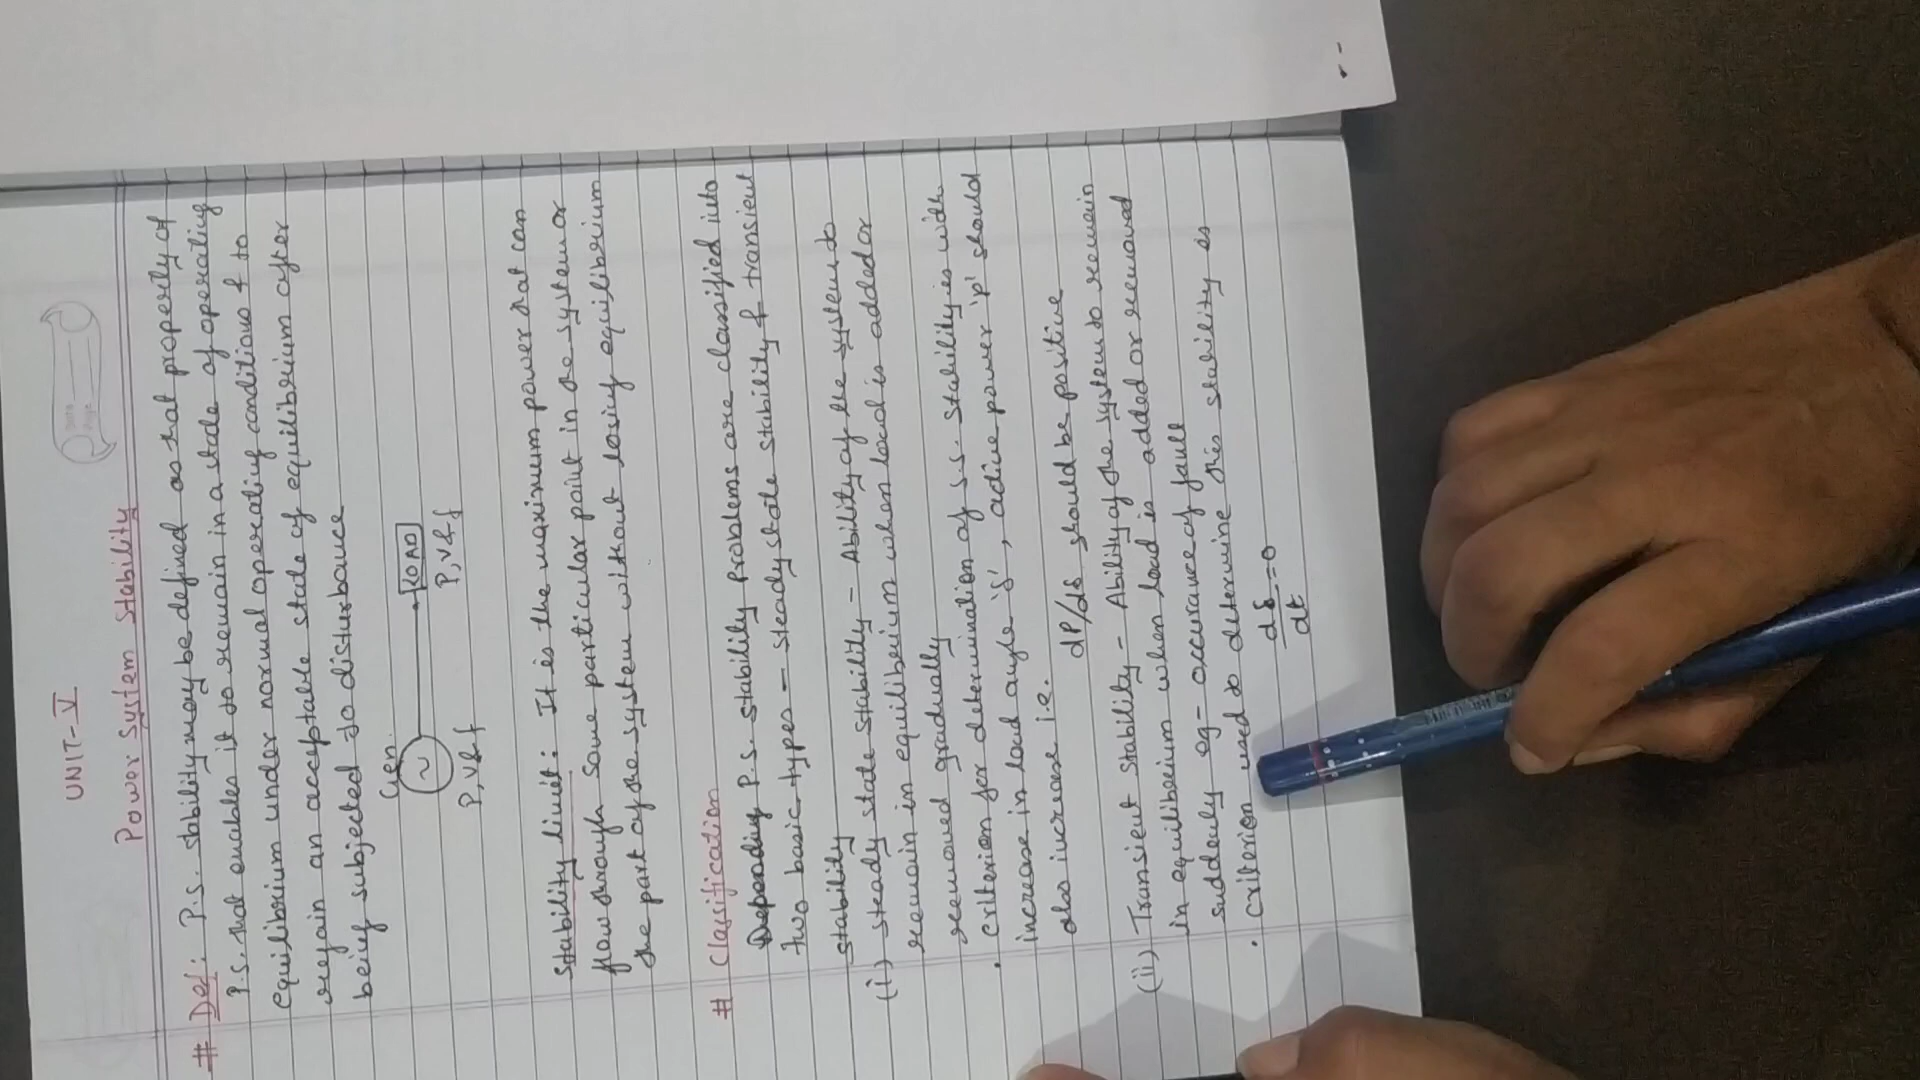 UNIT-V
Power System Stability
# Def: P.S. stability may be defined as that property of
P.S. that enables it to remain in a state of operating
equilibrium under normal operating conditions & to
regain an acceptable state of equilibrium after
being subjected to disturbance
Gen.
~
LOAD
P, V & f
P, V & f
Stability limit: It is the maximum power that can
flow through some particular point in the system or
the part of the system without losing equilibrium
# Classification
Depending P.S. stability problems are classified into
two basic types – steady state stability & transient
stability
(i) steady state stability – Ability of the system to
remain in equilibrium when load is added or
removed gradually
• criterion for determination of s.s. stability is with
increase in load angle 'δ', active power 'p' should
also increase i.e.
dP/dδ should be positive
(ii) Transient stability – Ability of the system to remain
in equilibrium when load is added or removed
suddenly eg – occurance of fault
• criterion used to determine this stability is
dδ/dt = 0